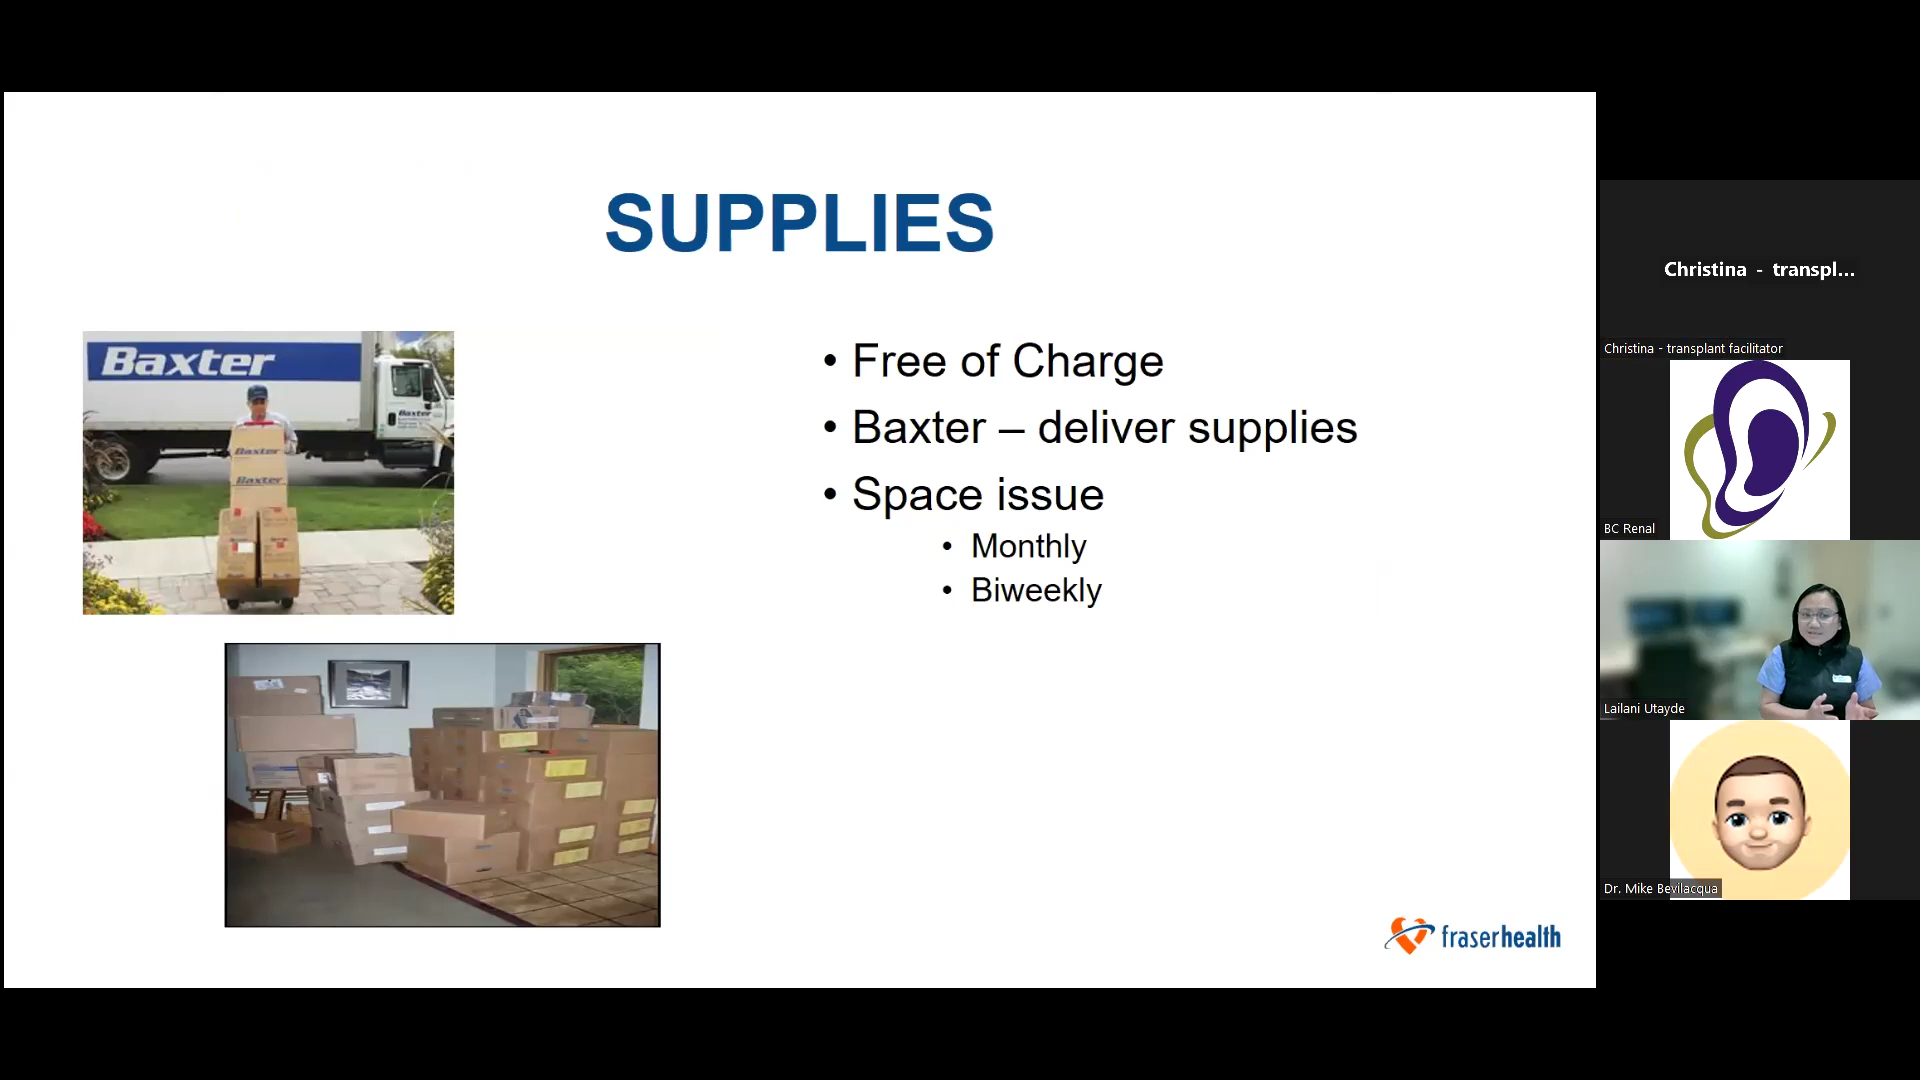 SUPPLIES
Baxter
Baxter
Baxter
Baxter
• Free of Charge
• Baxter – deliver supplies
• Space issue
• Monthly
• Biweekly
fraserhealth
Christina - transpl...
Christina - transplant facilitator
BC Renal
Lailani Utayde
Dr. Mike Bevilacqua